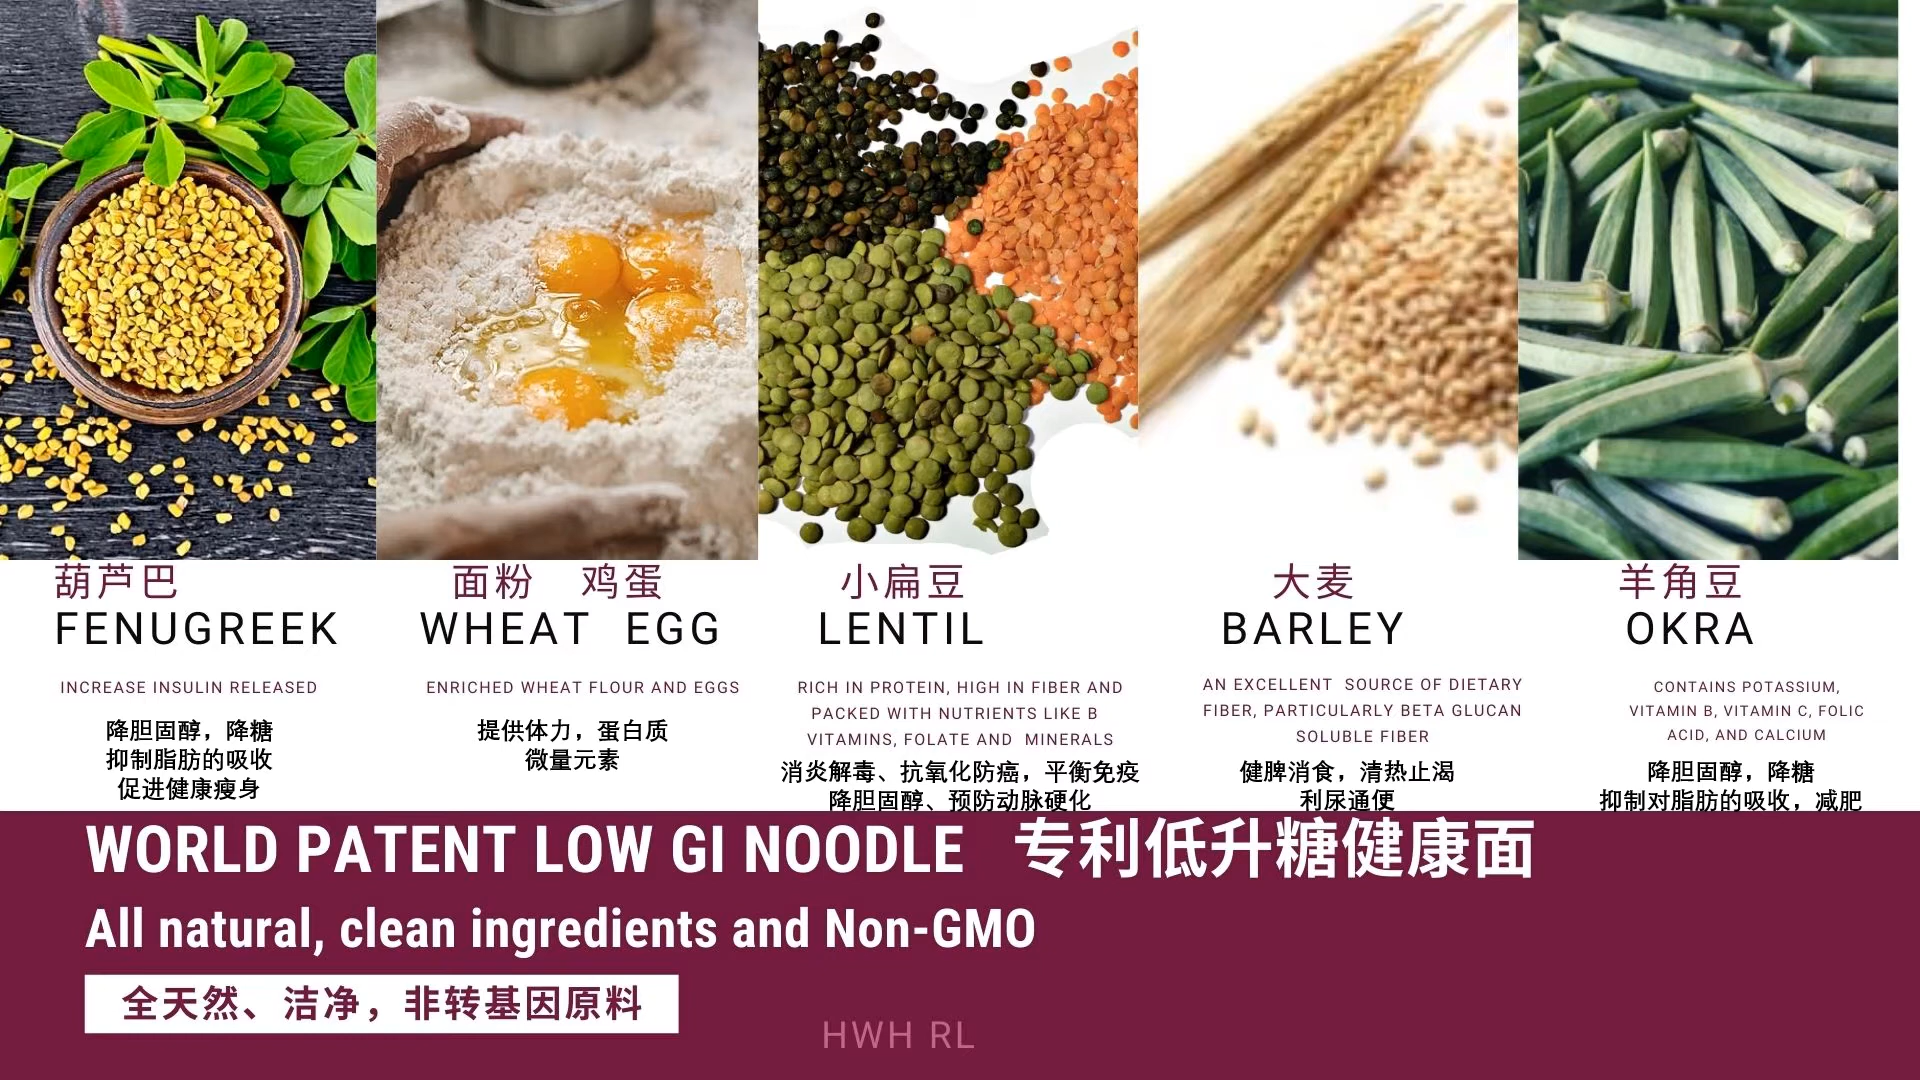 葫芦巴
FENUGREEK
INCREASE INSULIN RELEASED
降胆固醇，降糖
抑制脂肪的吸收
促进健康瘦身
面粉 鸡蛋
WHEAT EGG
ENRICHED WHEAT FLOUR AND EGGS
提供体力，蛋白质
微量元素
小扁豆
LENTIL
RICH IN PROTEIN, HIGH IN FIBER AND
PACKED WITH NUTRIENTS LIKE B
VITAMINS, FOLATE AND MINERALS
消炎解毒、抗氧化防癌，平衡免疫
降胆固醇、预防动脉硬化
大麦
BARLEY
AN EXCELLENT SOURCE OF DIETARY
FIBER, PARTICULARLY BETA GLUCAN
SOLUBLE FIBER
健脾消食，清热止渴
利尿通便
羊角豆
OKRA
CONTAINS POTASSIUM,
VITAMIN B, VITAMIN C, FOLIC
ACID, AND CALCIUM
降胆固醇，降糖
抑制对脂肪的吸收，减肥
WORLD PATENT LOW GI NOODLE 专利低升糖健康面
All natural, clean ingredients and Non-GMO
全天然、洁净，非转基因原料
HWH RL